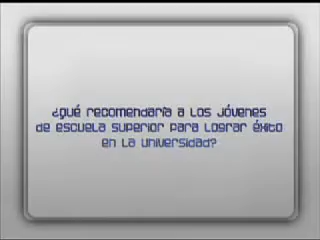 ¿Qué recomendaría a los jóvenes
de escuela superior para lograr éxito
en la universidad?